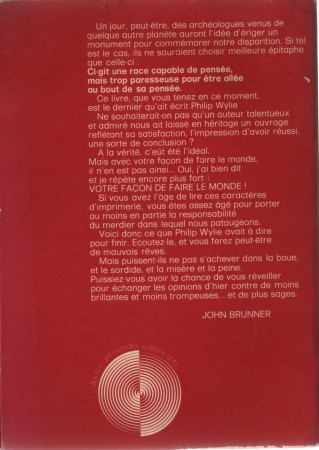 Un jour, peut-être, des archéologues venus de
quelque autre planète auront l'idée d'ériger un
monument pour commémorer notre disparition. Si tel
est le cas, ils ne sauraient choisir meilleure épitaphe
que celle-ci :
Ci-gît une race capable de pensée,
mais trop paresseuse pour être allée
au bout de sa pensée.
Ce livre, que vous tenez en ce moment,
est le dernier qu'ait écrit Philip Wylie
Ne souhaiterait-on pas qu'un auteur talentueux
et admiré nous ait laissé en héritage un ouvrage
reflétant sa satisfaction, l'impression d'avoir réussi,
une sorte de conclusion ?
A la vérité, c'eût été l'idéal.
Mais avec votre façon de faire le monde,
il n'en est pas ainsi... Oui, j'ai bien dit
et je répète encore plus fort :
VOTRE FAÇON DE FAIRE LE MONDE !
Si vous avez l'âge de lire ces caractères
d'imprimerie, vous êtes assez âgé pour porter
au moins en partie la responsabilité
du merdier dans lequel nous pataugeons.
Voici donc ce que Philip Wylie avait à dire
pour finir. Ecoutez-le, et vous ferez peut-être
de mauvais rêves.
Mais puissent-ils ne pas s'achever dans la boue,
et le sordide, et la misère et la peine.
Puissiez-vous avoir la chance de vous réveiller
pour échanger les opinions d'hier contre de moins
brillantes et moins trompeuses... et de plus sages.
JOHN BRUNNER